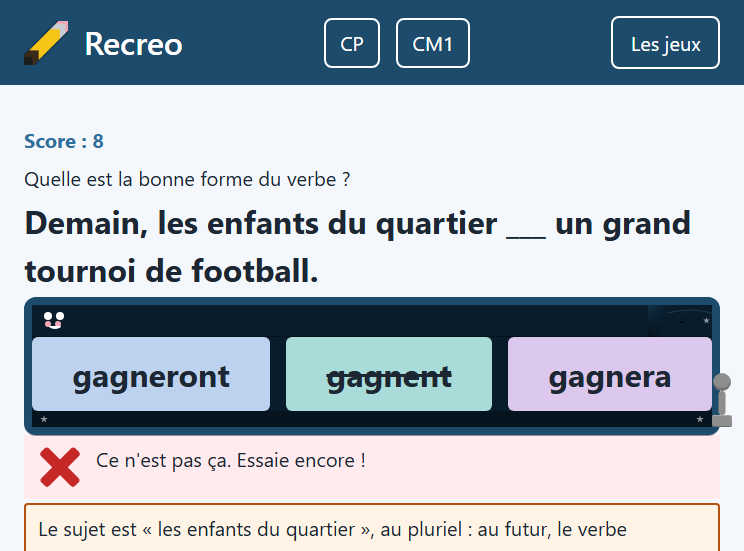 Recreo
CP
CM1
Les jeux
Score : 8
Quelle est la bonne forme du verbe ?
Demain, les enfants du quartier ___ un grand
tournoi de football.
gagneront
gagnent
gagnera
Ce n'est pas ça. Essaie encore !
Le sujet est « les enfants du quartier », au pluriel : au futur, le verbe